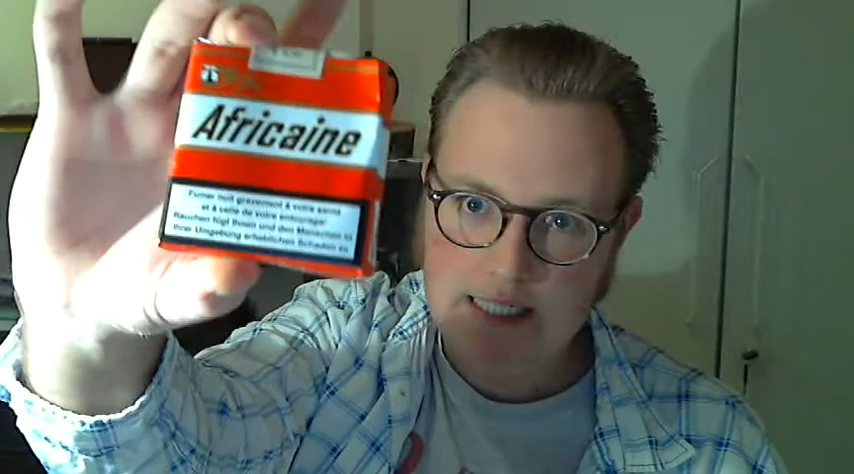 Africaine
Fumer nuit gravement à votre santé
et à celle de votre entourage.
Rauchen fügt Ihnen und den Menschen in
Ihrer Umgebung erheblichen Schaden zu